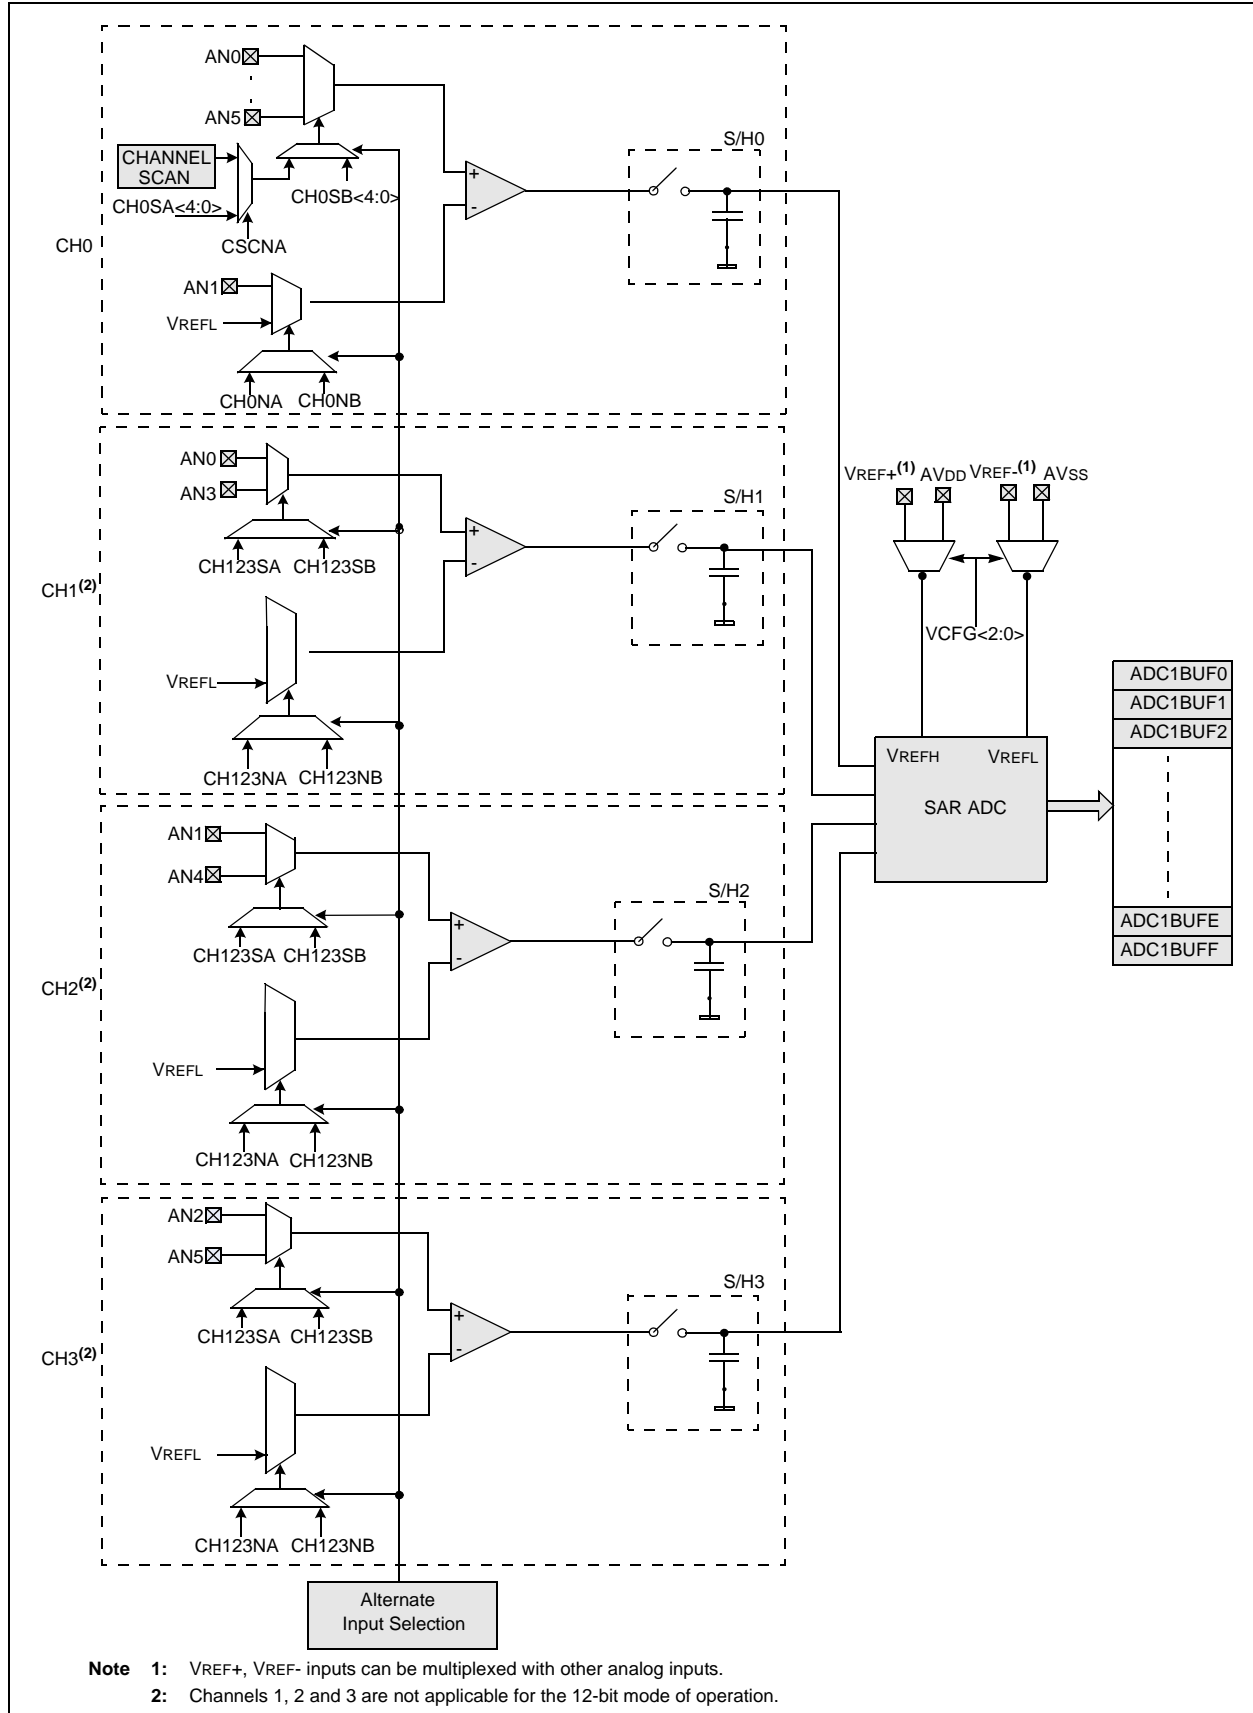 AN0
AN5
CHANNEL
SCAN
CH0SA<4:0>
CH0SB<4:0>
CSCNA
CH0
AN1
VREFL
CH0NA
CH0NB
+
-
S/H0
AN0
AN3
CH123SA
CH123SB
CH1(2)
VREFL
CH123NA
CH123NB
+
-
S/H1
VREF+(1)
AVDD
VREF-(1)
AVSS
VCFG<2:0>
VREFH
VREFL
SAR ADC
ADC1BUF0
ADC1BUF1
ADC1BUF2
ADC1BUFE
ADC1BUFF
AN1
AN4
CH123SA
CH123SB
CH2(2)
VREFL
CH123NA
CH123NB
+
-
S/H2
AN2
AN5
CH123SA
CH123SB
CH3(2)
VREFL
CH123NA
CH123NB
+
-
S/H3
Alternate
Input Selection
Note 1: VREF+, VREF- inputs can be multiplexed with other analog inputs.
2: Channels 1, 2 and 3 are not applicable for the 12-bit mode of operation.